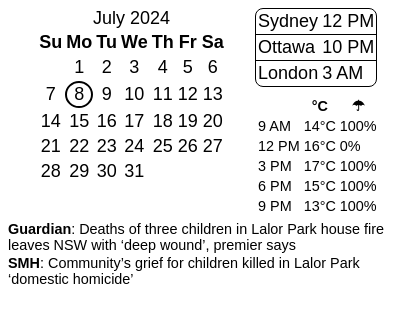 July 2024
Su Mo Tu We Th Fr Sa
1 2 3 4 5 6
7 8 9 10 11 12 13
14 15 16 17 18 19 20
21 22 23 24 25 26 27
28 29 30 31
Sydney 12 PM
Ottawa 10 PM
London 3 AM
°C ☂
9 AM 14°C 100%
12 PM 16°C 0%
3 PM 17°C 100%
6 PM 15°C 100%
9 PM 13°C 100%
Guardian: Deaths of three children in Lalor Park house fire
leaves NSW with ‘deep wound’, premier says
SMH: Community’s grief for children killed in Lalor Park
‘domestic homicide’